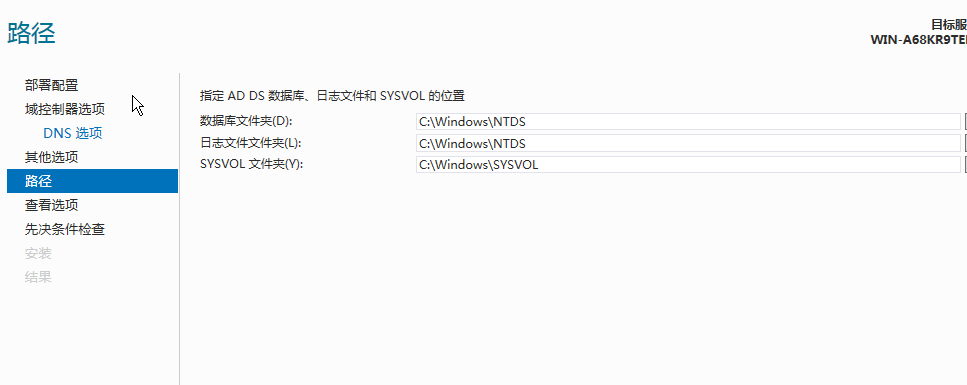 路径
目标服
WIN-A68KR9TE
部署配置
域控制器选项
DNS 选项
其他选项
路径
查看选项
先决条件检查
安装
结果
指定 AD DS 数据库、日志文件和 SYSVOL 的位置
数据库文件夹(D): C:\Windows\NTDS
日志文件文件夹(L): C:\Windows\NTDS
SYSVOL 文件夹(Y): C:\Windows\SYSVOL